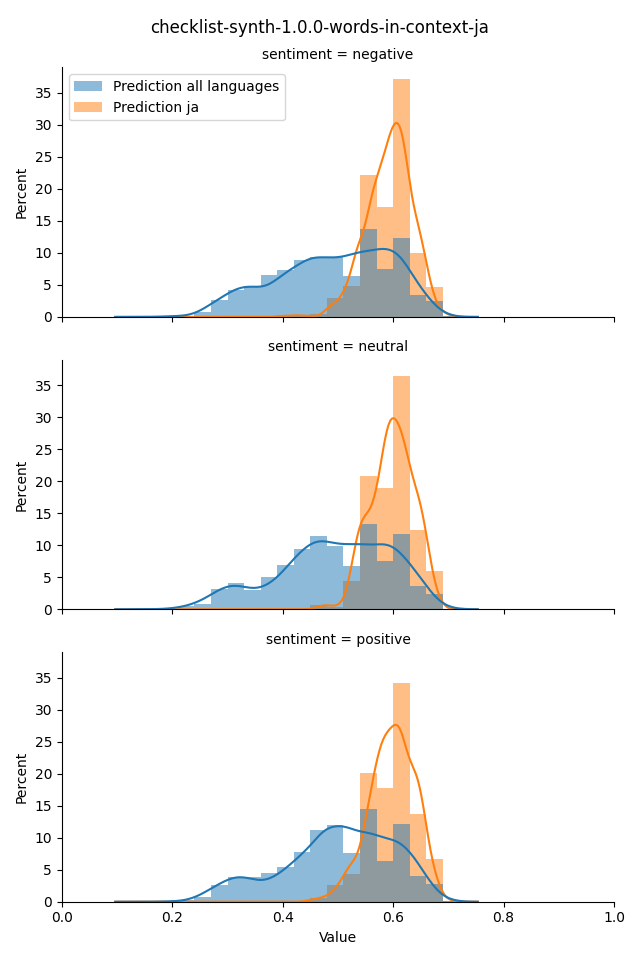 checklist-synth-1.0.0-words-in-context-ja
sentiment = negative
Prediction all languages
Prediction ja
35
30
25
20
15
10
5
0
Percent
sentiment = neutral
35
30
25
20
15
10
5
0
Percent
sentiment = positive
35
30
25
20
15
10
5
0
Percent
0.0 0.2 0.4 0.6 0.8 1.0
Value